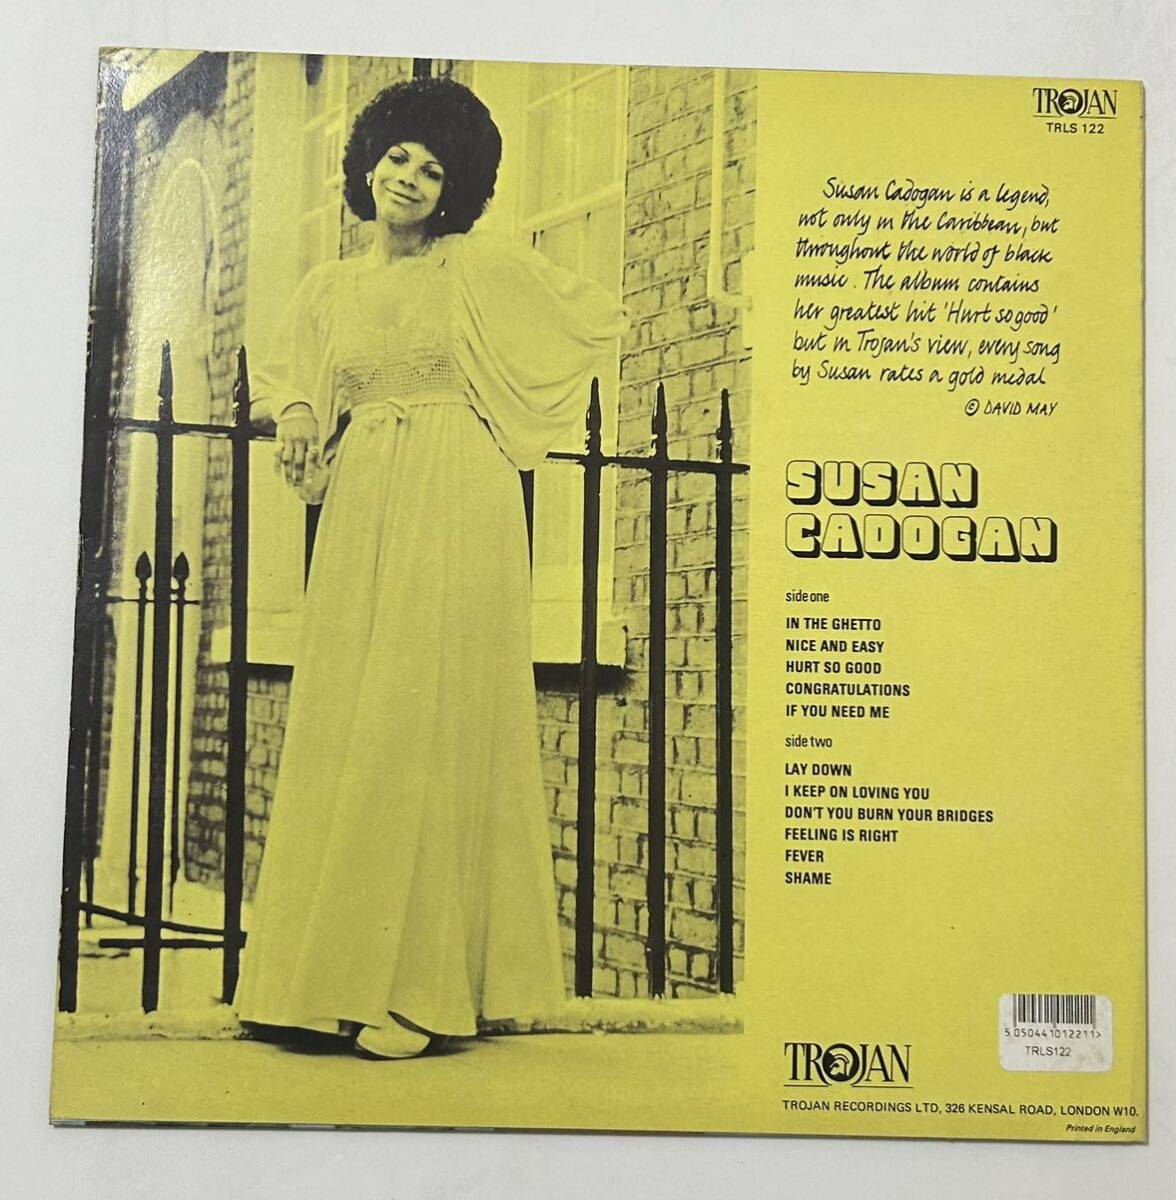 TROJAN
TRLS 122
Susan Cadogan is a legend,
not only in the Caribbean, but
throughout the world of black
music. The album contains
her greatest hit 'Hurt so good'
but in Trojan's view, every song
by Susan rates a gold medal
© DAVID MAY
SUSAN
CADOGAN
side one
IN THE GHETTO
NICE AND EASY
HURT SO GOOD
CONGRATULATIONS
IF YOU NEED ME
side two
LAY DOWN
I KEEP ON LOVING YOU
DON'T YOU BURN YOUR BRIDGES
FEELING IS RIGHT
FEVER
SHAME
5 050441 012211>
TRLS122
TROJAN
TROJAN RECORDINGS LTD, 326 KENSAL ROAD, LONDON W10.
Printed in England